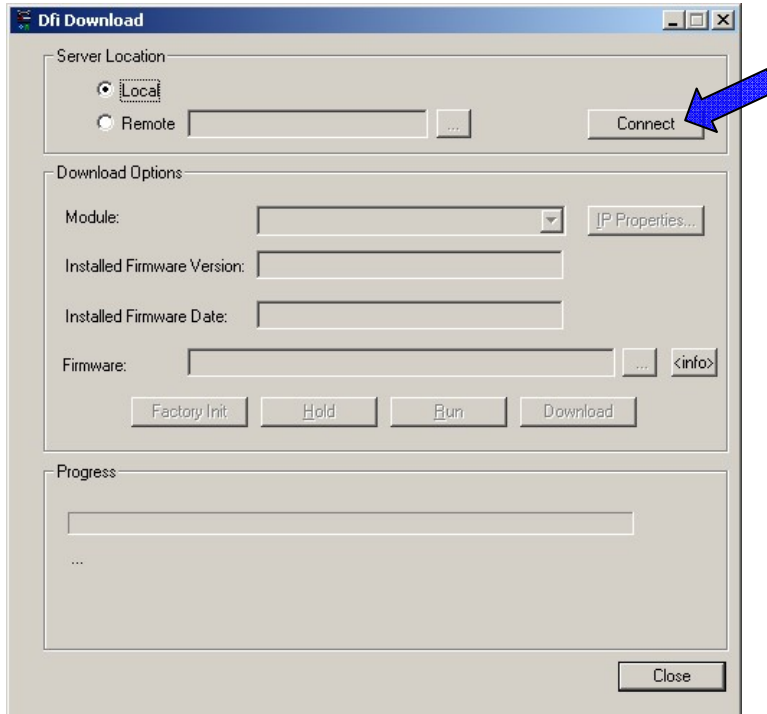 Dfi Download
Server Location
Local
Remote
...
Connect
Download Options
Module:
IP Properties...
Installed Firmware Version:
Installed Firmware Date:
Firmware:
...
<info>
Factory Init
Hold
Run
Download
Progress
...
Close